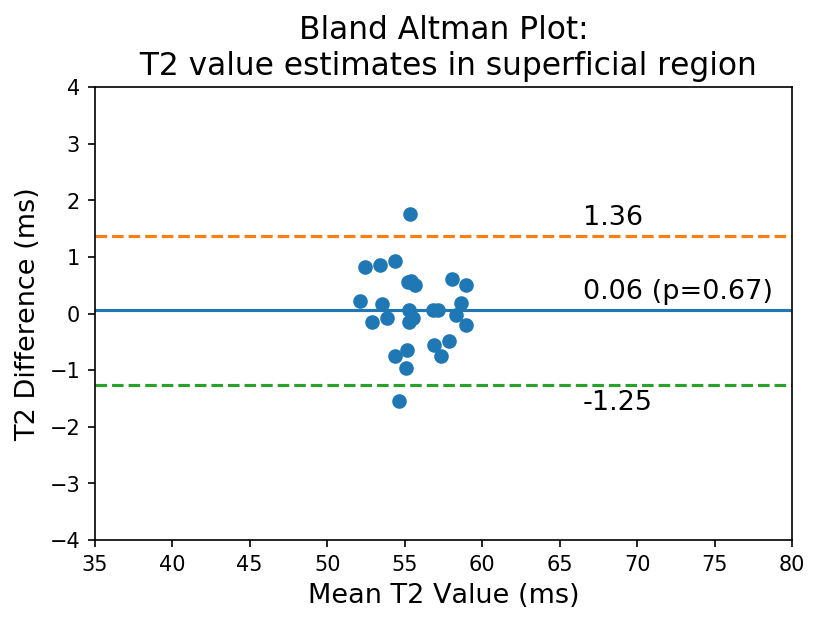 Bland Altman Plot:
T2 value estimates in superficial region
4
3
2
1
0
−1
−2
−3
−4
T2 Difference (ms)
1.36
0.06 (p=0.67)
-1.25
35 40 45 50 55 60 65 70 75 80
Mean T2 Value (ms)